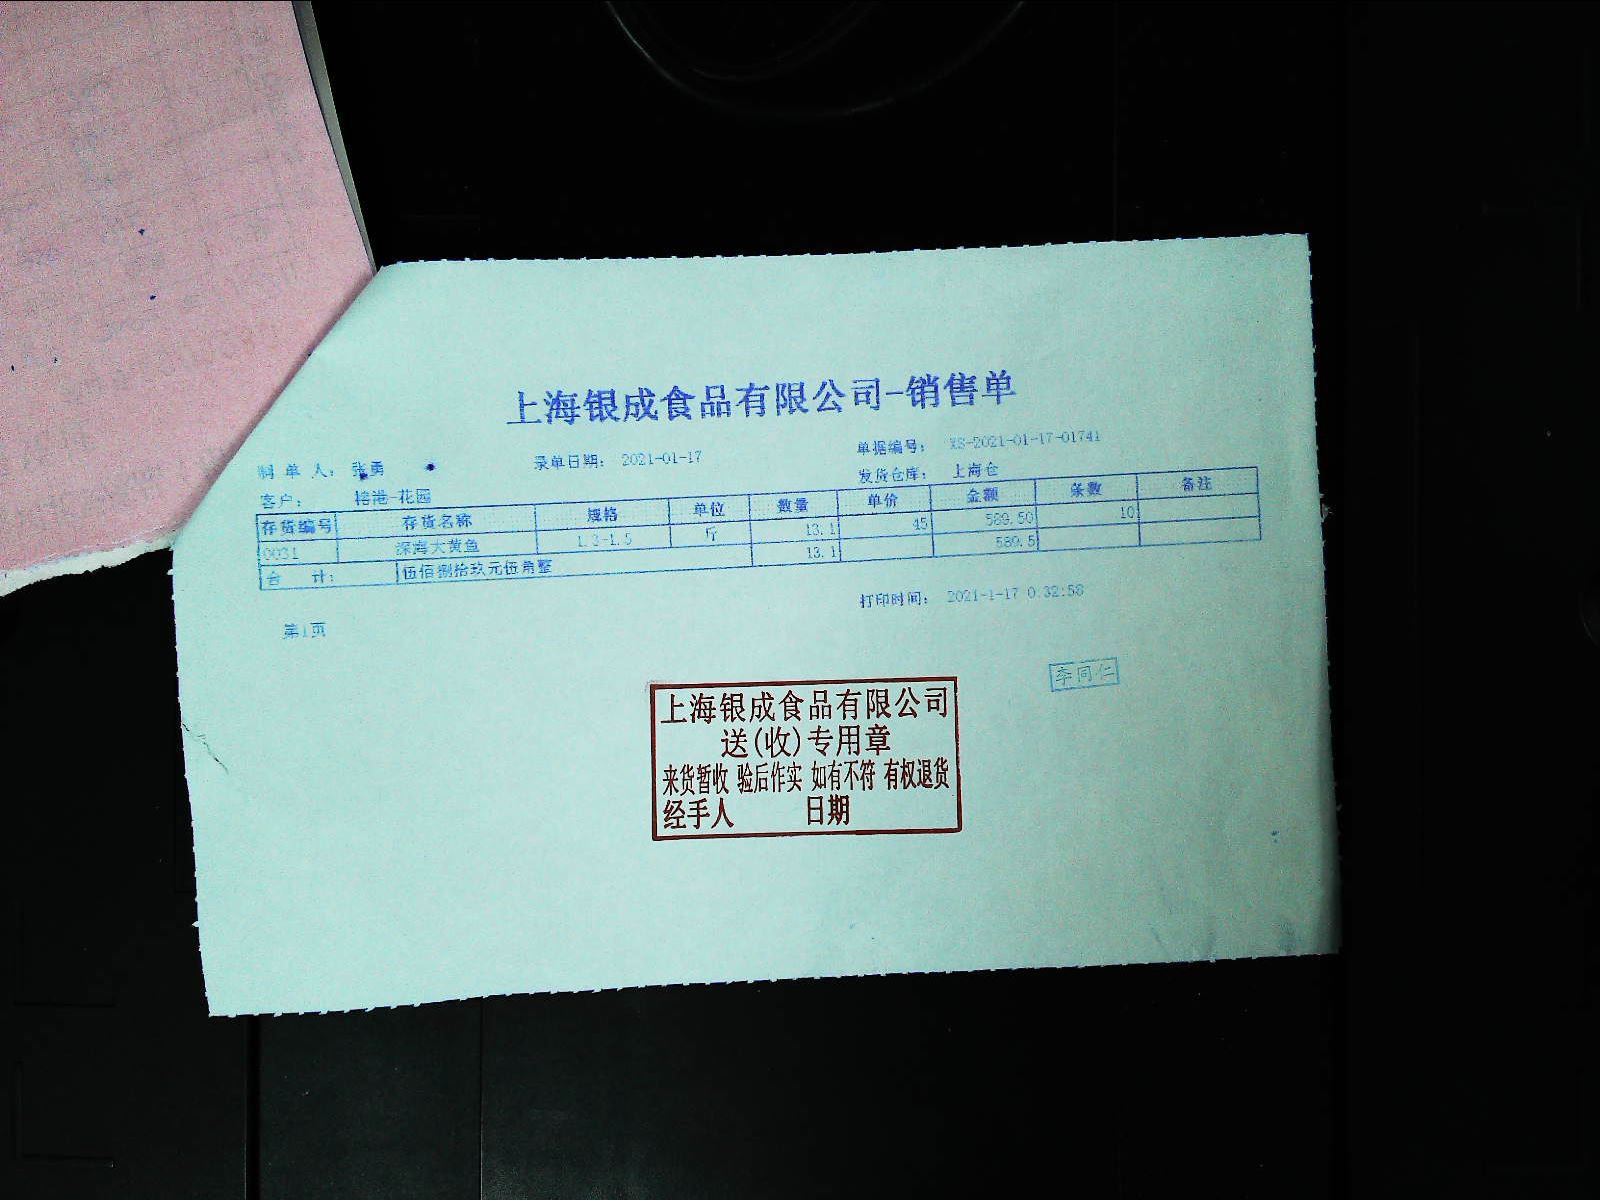 上海银成食品有限公司-销售单
制 单 人： 张勇 录单日期： 2021-01-17 单据编号： XS-2021-01-17-01741
客户： 榕港-花园 发货仓库： 上海仓
存货编号 存货名称 规格 单位 数量 单价 金额 条数 备注
0031 深海大黄鱼 1.3-1.5 斤 13.1 45 589.50 10
合 计： 伍佰捌拾玖元伍角整 13.1 589.5
打印时间： 2021-1-17 0:32:58
第1页
李同仁
上海银成食品有限公司
送(收)专用章
来货暂收 验后作实 如有不符 有权退货
经手人 日期